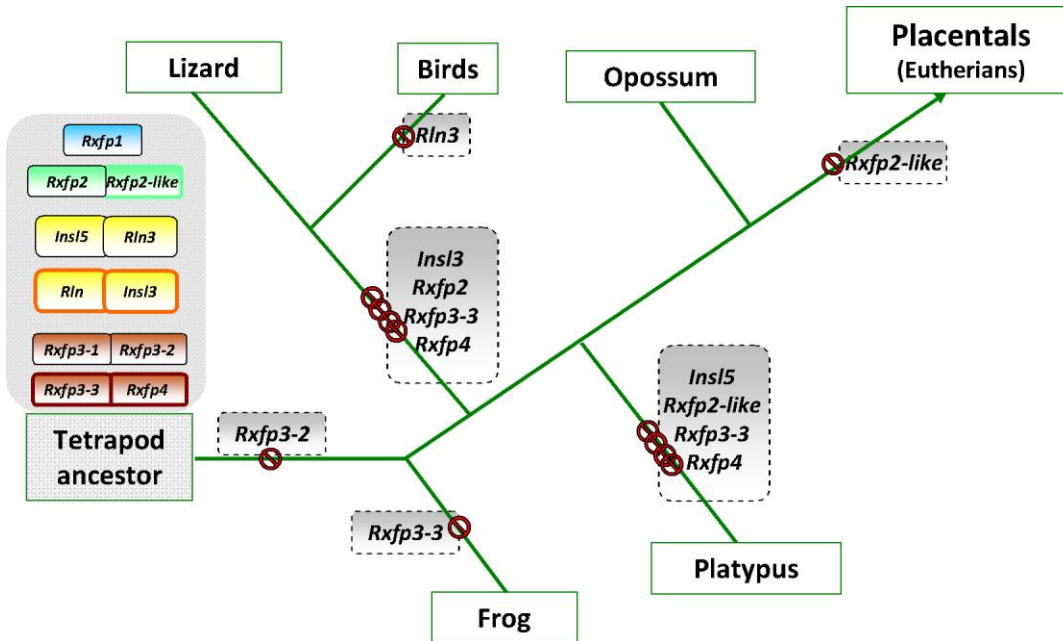 Placentals
(Eutherians)
Lizard
Birds
Opossum
Rln3
Rxfp2-like
Rxfp1
Rxfp2 Rxfp2-like
Insl5 Rln3
Rln Insl3
Rxfp3-1 Rxfp3-2
Rxfp3-3 Rxfp4
Insl3
Rxfp2
Rxfp3-3
Rxfp4
Insl5
Rxfp2-like
Rxfp3-3
Rxfp4
Tetrapod
ancestor
Rxfp3-2
Rxfp3-3
Platypus
Frog